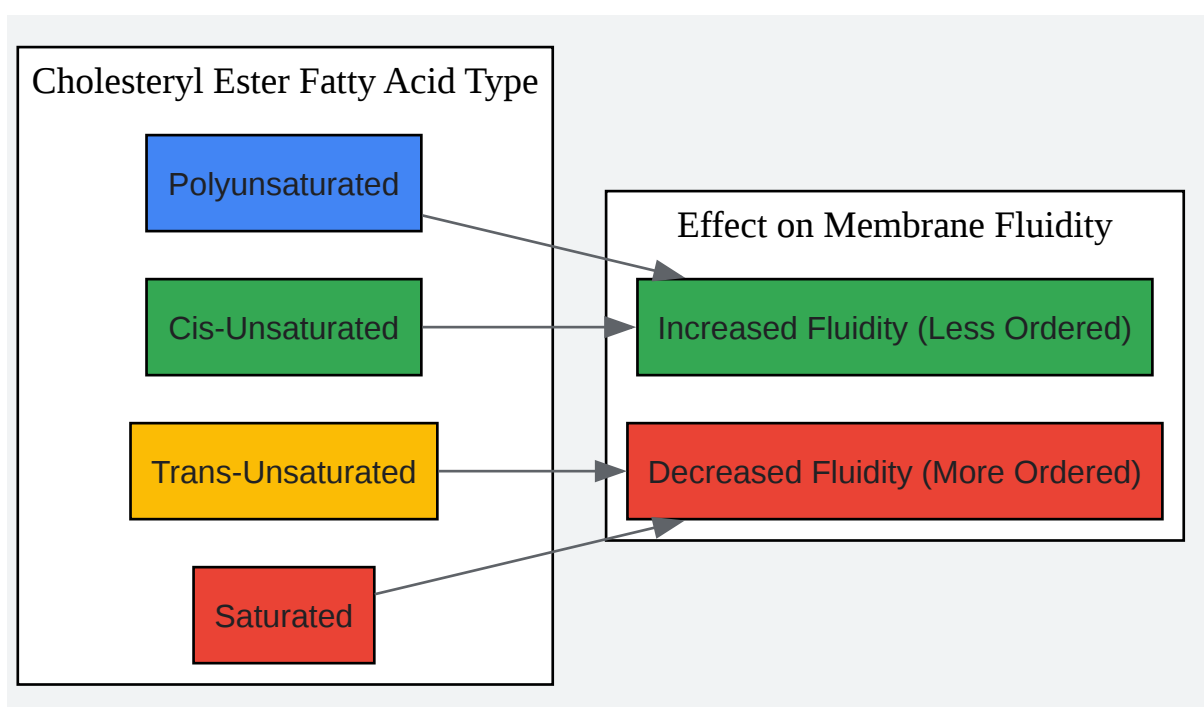 Cholesteryl Ester Fatty Acid Type
Polyunsaturated
Cis-Unsaturated
Trans-Unsaturated
Saturated
Effect on Membrane Fluidity
Increased Fluidity (Less Ordered)
Decreased Fluidity (More Ordered)